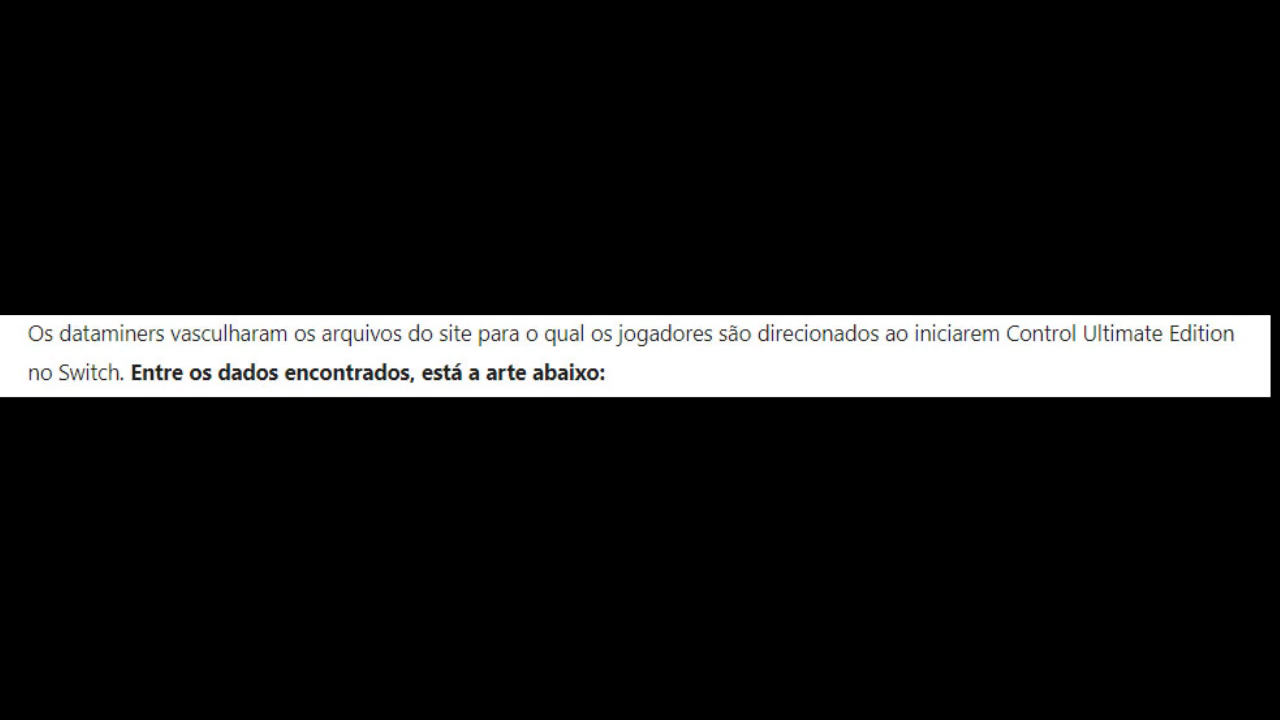 Os dataminers vasculharam os arquivos do site para o qual os jogadores são direcionados ao iniciarem Control Ultimate Edition
no Switch. Entre os dados encontrados, está a arte abaixo: